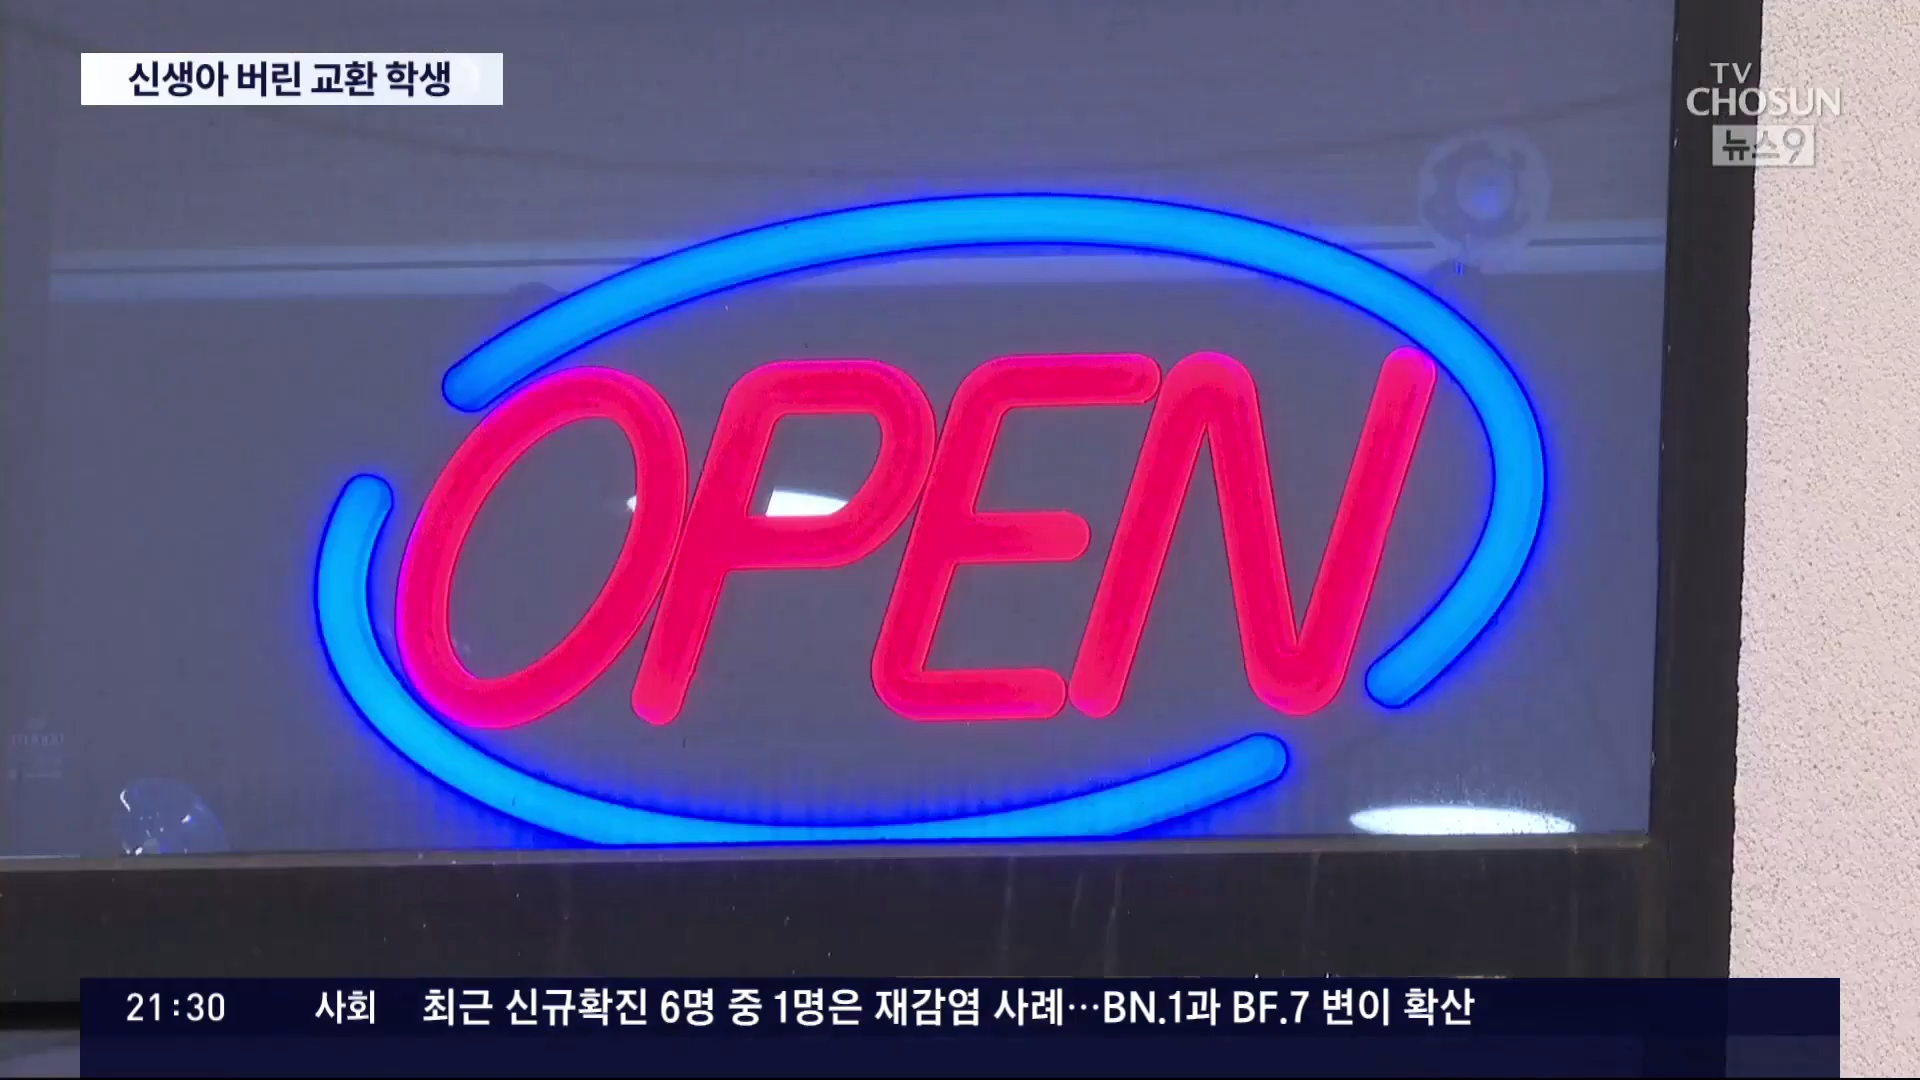 신생아 버린 교환 학생
TV
CHOSUN
뉴스9
OPEN
21:30 사회 최근 신규확진 6명 중 1명은 재감염 사례…BN.1과 BF.7 변이 확산